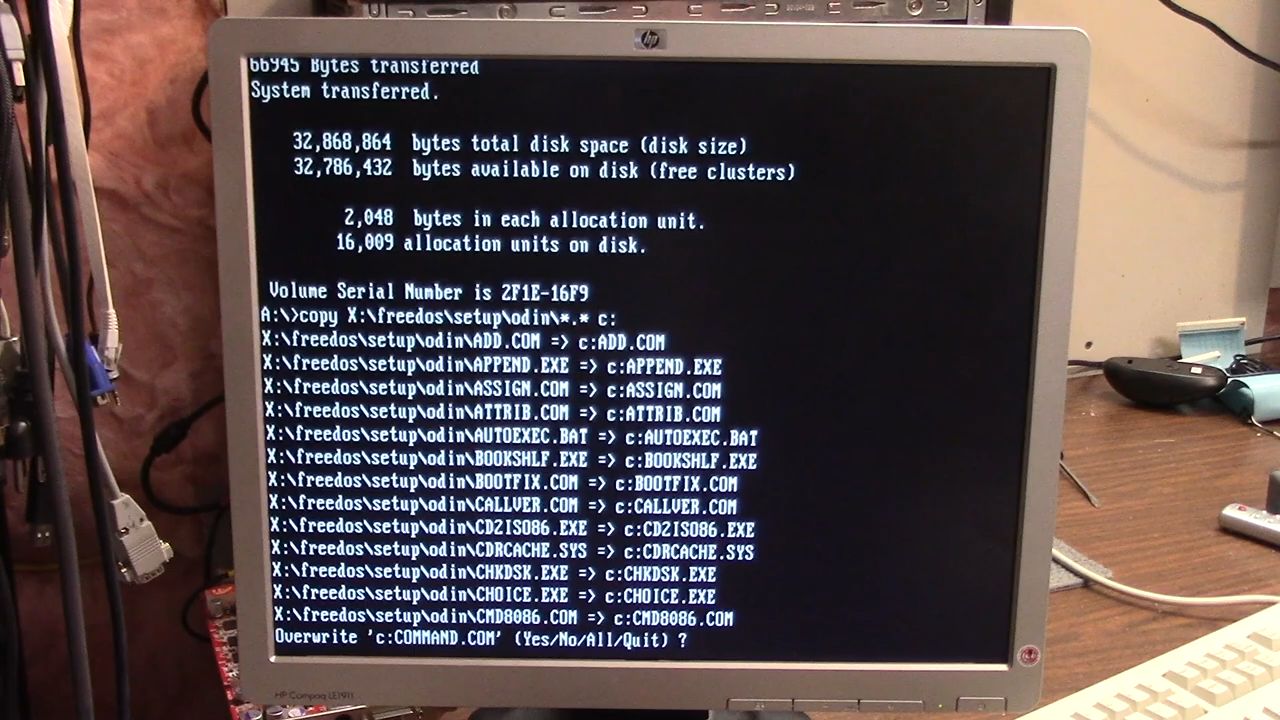 hp
66945 Bytes transferred
System transferred.
32,868,864 bytes total disk space (disk size)
32,786,432 bytes available on disk (free clusters)
2,048 bytes in each allocation unit.
16,009 allocation units on disk.
Volume Serial Number is 2F1E-16F9
A:\>copy X:\freedos\setup\odin\*.* c:
X:\freedos\setup\odin\ADD.COM => c:ADD.COM
X:\freedos\setup\odin\APPEND.EXE => c:APPEND.EXE
X:\freedos\setup\odin\ASSIGN.COM => c:ASSIGN.COM
X:\freedos\setup\odin\ATTRIB.COM => c:ATTRIB.COM
X:\freedos\setup\odin\AUTOEXEC.BAT => c:AUTOEXEC.BAT
X:\freedos\setup\odin\BOOKSHLF.EXE => c:BOOKSHLF.EXE
X:\freedos\setup\odin\BOOTFIX.COM => c:BOOTFIX.COM
X:\freedos\setup\odin\CALLVER.COM => c:CALLVER.COM
X:\freedos\setup\odin\CD2ISO86.EXE => c:CD2ISO86.EXE
X:\freedos\setup\odin\CDRCACHE.SYS => c:CDRCACHE.SYS
X:\freedos\setup\odin\CHKDSK.EXE => c:CHKDSK.EXE
X:\freedos\setup\odin\CHOICE.EXE => c:CHOICE.EXE
X:\freedos\setup\odin\CMD8086.COM => c:CMD8086.COM
Overwrite 'c:COMMAND.COM' (Yes/No/All/Quit) ?
HP Compaq LE1911